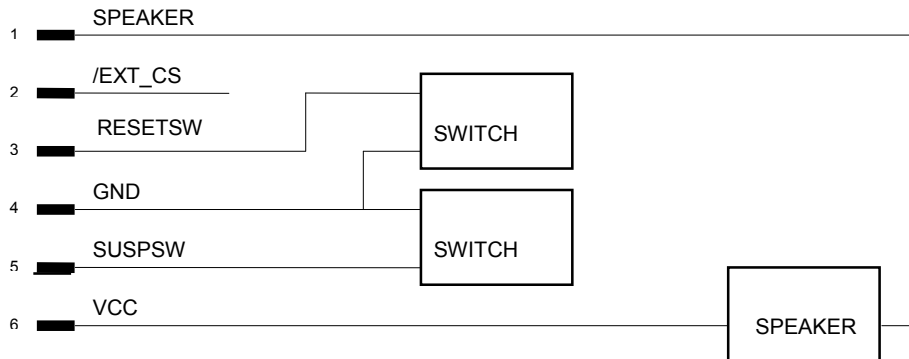 1 SPEAKER
2 /EXT_CS
3 RESETSW
SWITCH
4 GND
5 SUSPSW
SWITCH
6 VCC
SPEAKER